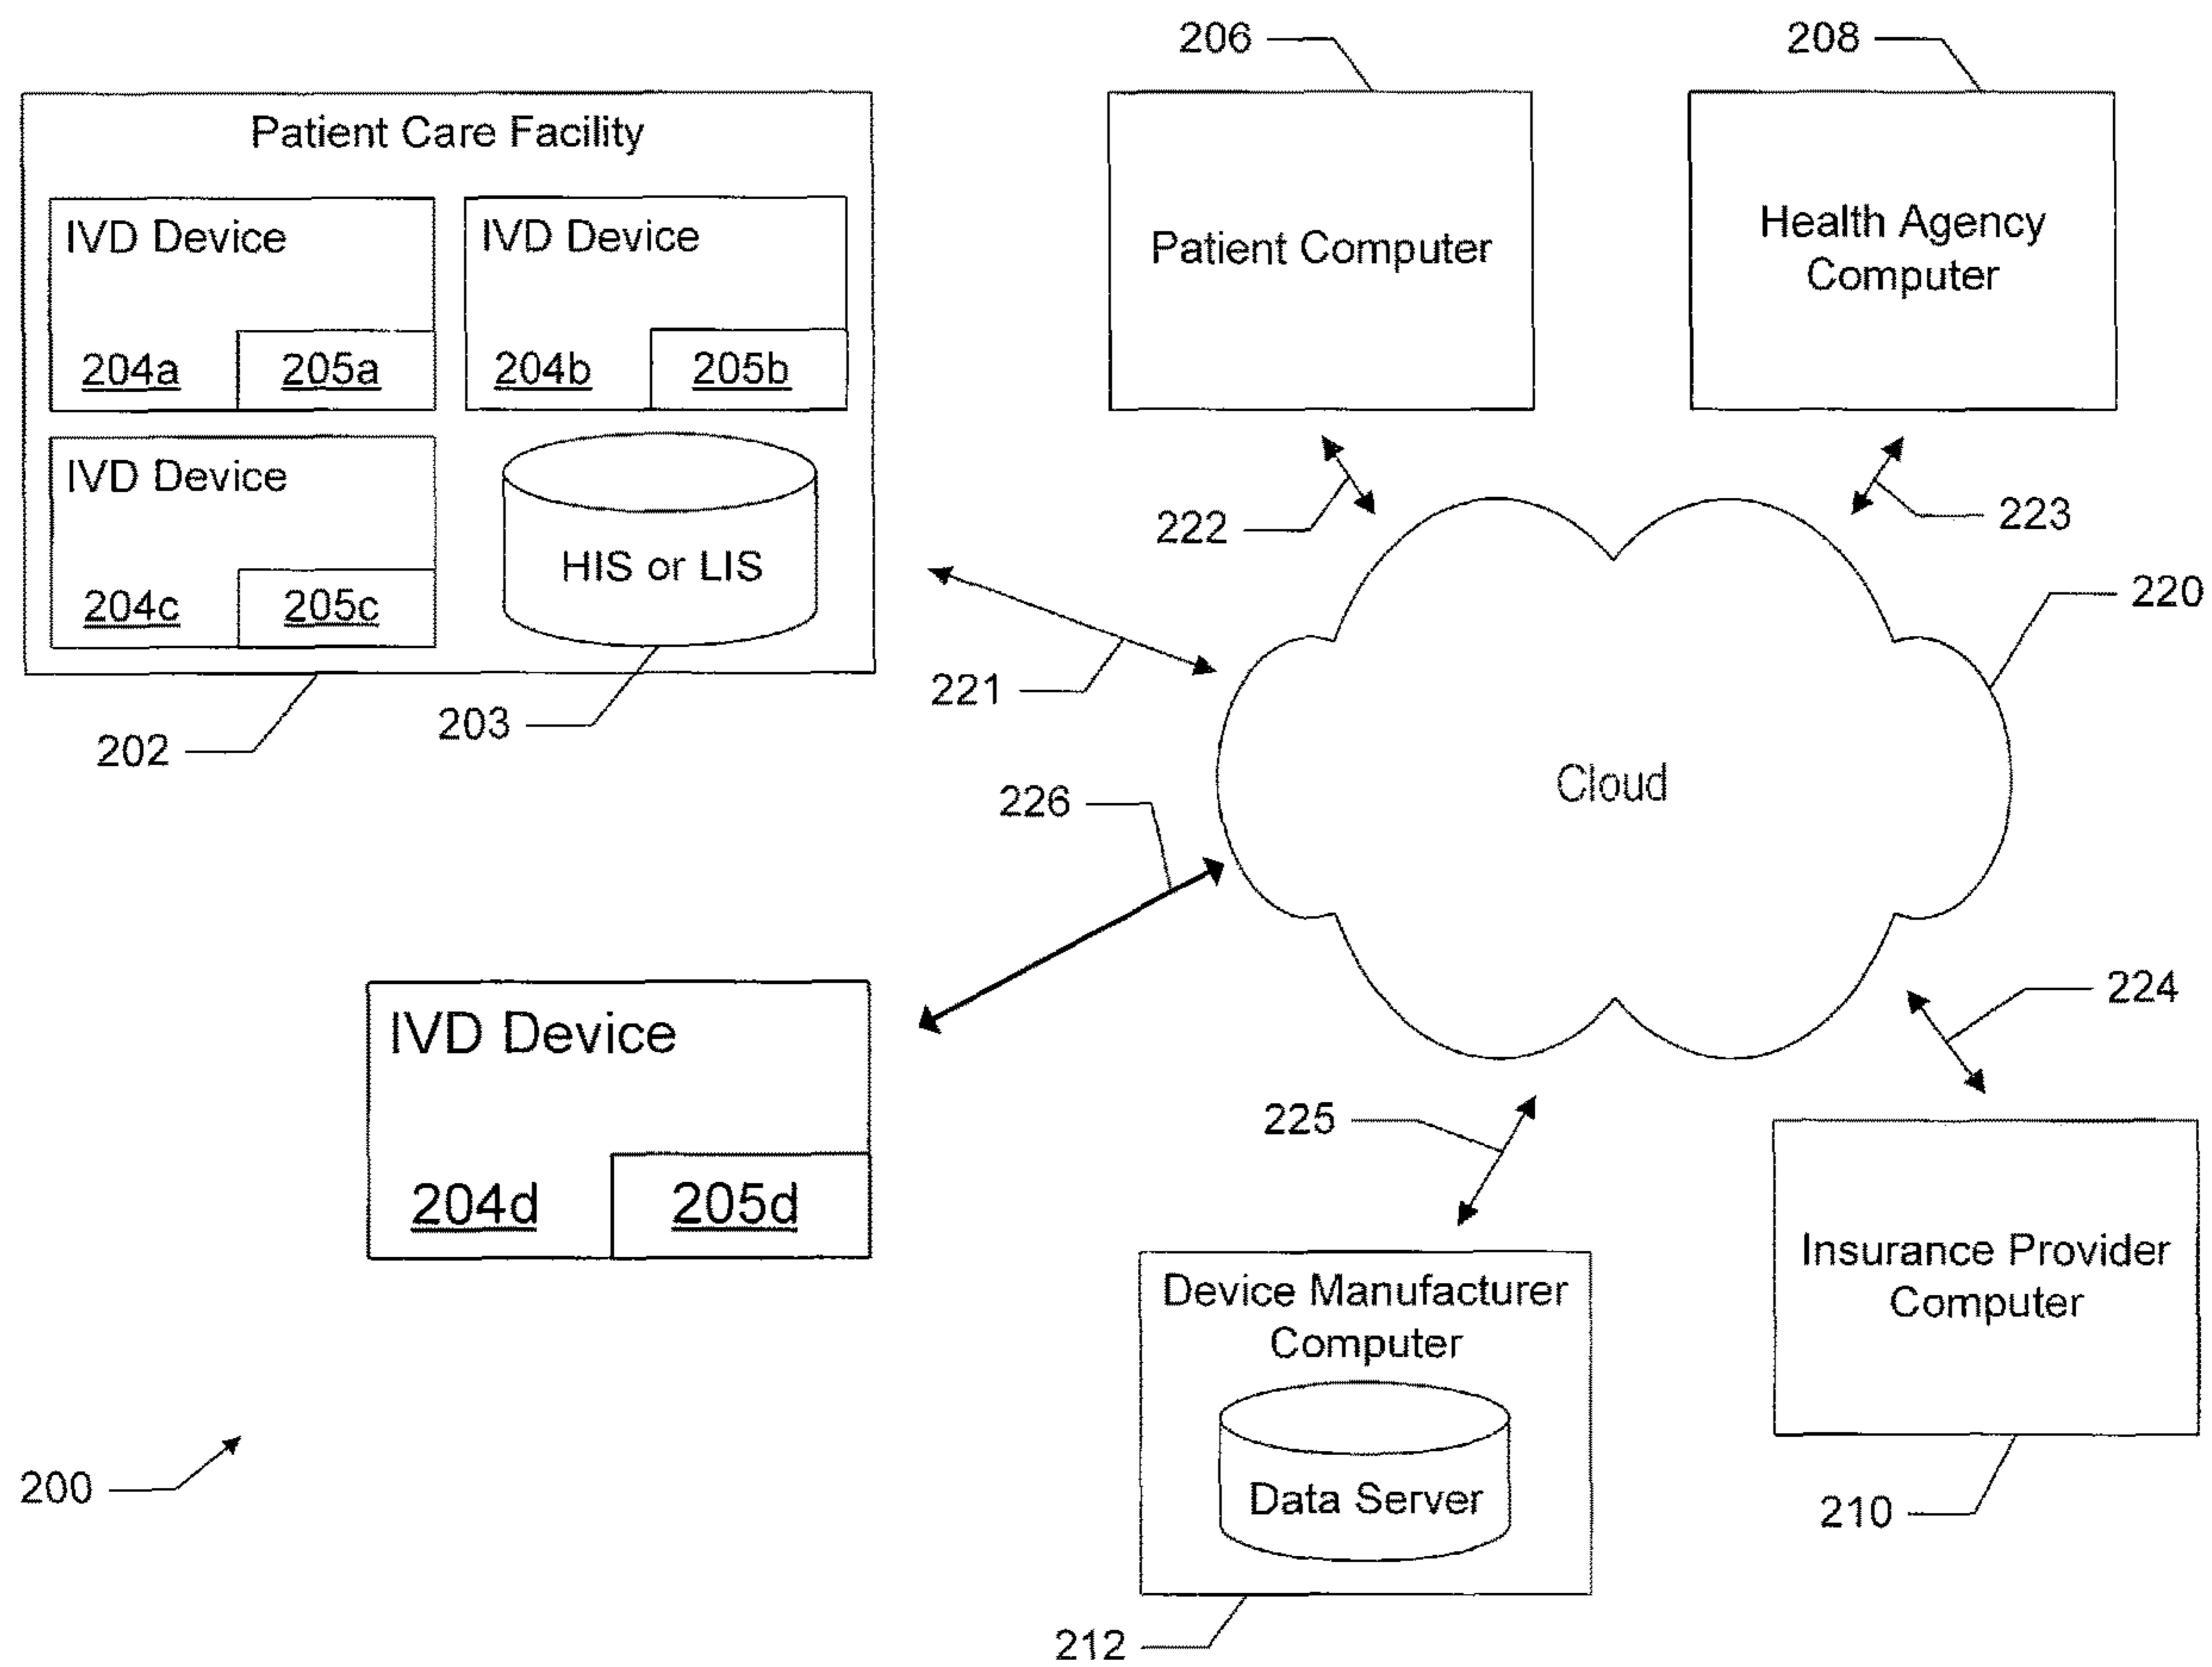 206
208
Patient Care Facility
IVD Device
204a
205a
IVD Device
204b
205b
IVD Device
204c
205c
HIS or LIS
Patient Computer
Health Agency
Computer
222
223
220
221
203
202
Cloud
226
224
IVD Device
204d
205d
225
Device Manufacturer
Computer
Data Server
Insurance Provider
Computer
200
210
212